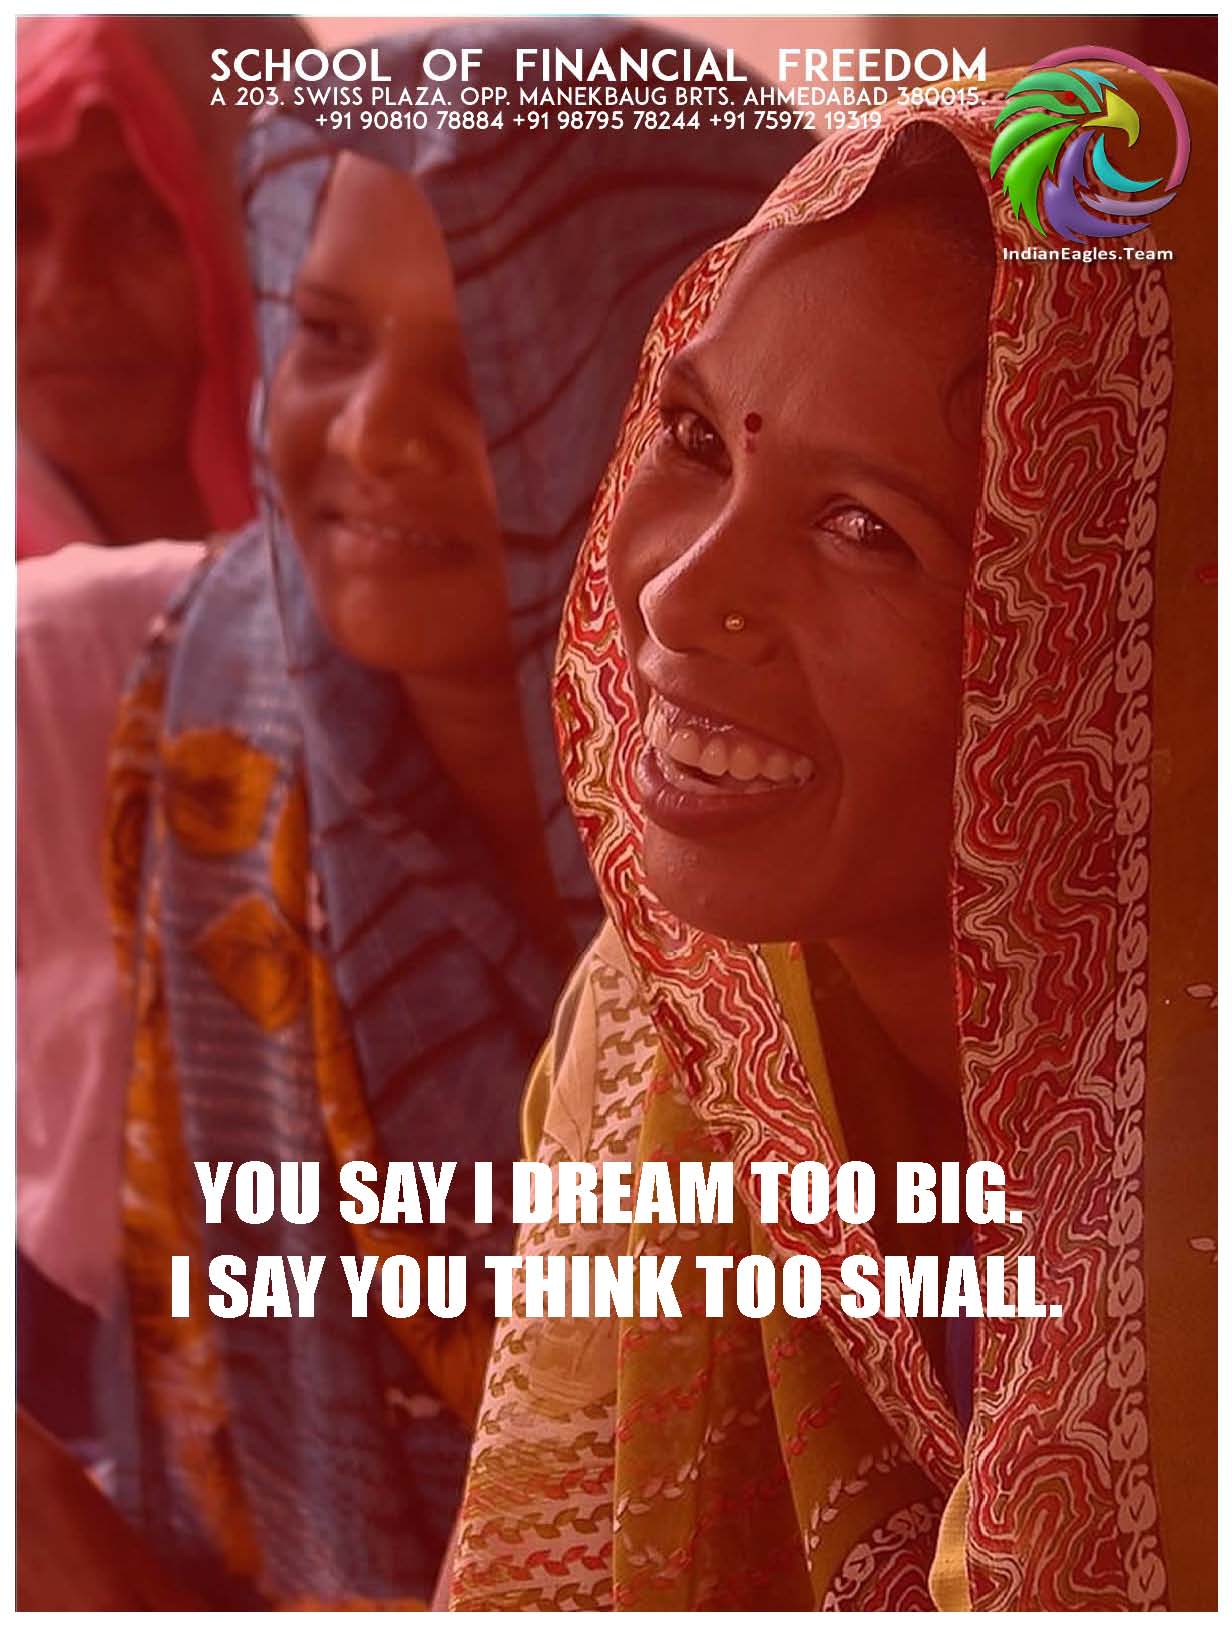 SCHOOL OF FINANCIAL FREEDOM
A 203. SWISS PLAZA. OPP. MANEKBAUG BRTS. AHMEDABAD 380015.
+91 90810 78884 +91 98795 78244 +91 75972 19319
IndianEagles.Team
YOU SAY I DREAM TOO BIG.
I SAY YOU THINK TOO SMALL.